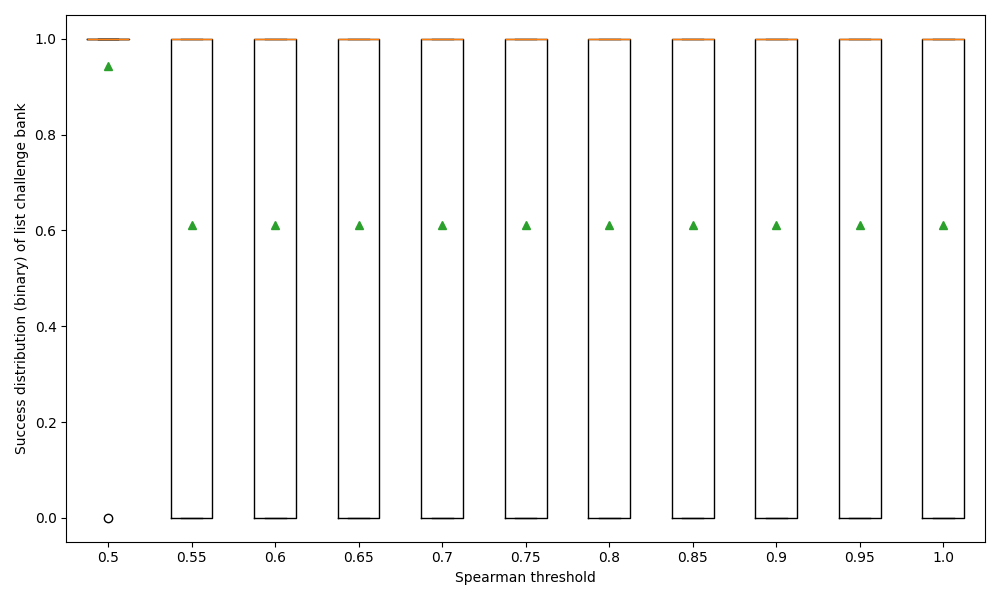 Success distribution (binary) of list challenge bank
1.0
0.8
0.6
0.4
0.2
0.0
0.5 0.55 0.6 0.65 0.7 0.75 0.8 0.85 0.9 0.95 1.0
Spearman threshold